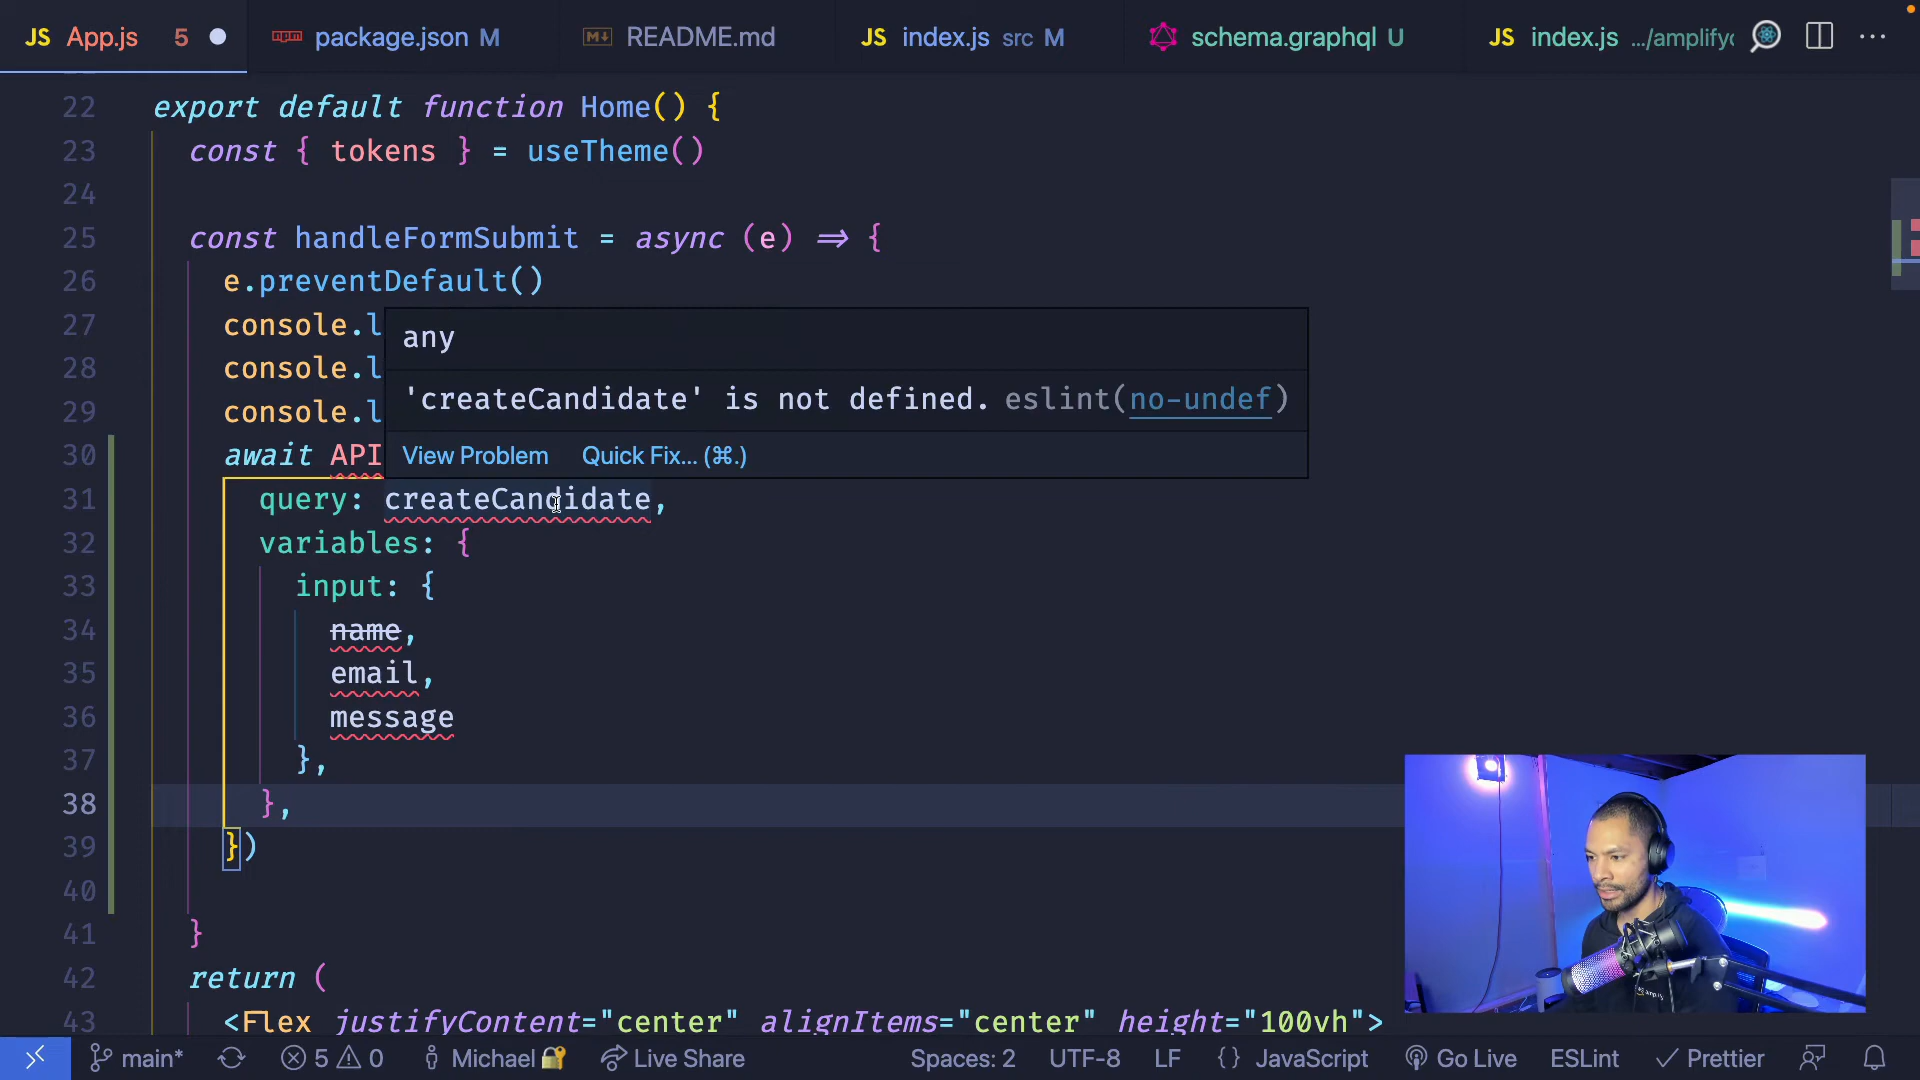 JS App.js 5
package.json M
README.md
JS index.js src M
schema.graphql U
JS index.js .../amplify
22 export default function Home() {
23 const { tokens } = useTheme()
24
25 const handleFormSubmit = async (e) => {
26 e.preventDefault()
27 console.l
28 console.l
29 console.l
any
'createCandidate' is not defined. eslint(no-undef)
View Problem Quick Fix... (⌘.)
30 await API
31 query: createCandidate,
32 variables: {
33 input: {
34 name,
35 email,
36 message
37 },
38 },
39 })
40
41 }
42 return (
43 <Flex justifyContent="center" alignItems="center" height="100vh">
main* 5 0 Michael 🔐 Live Share Spaces: 2 UTF-8 LF {} JavaScript Go Live ESLint ✓ Prettier